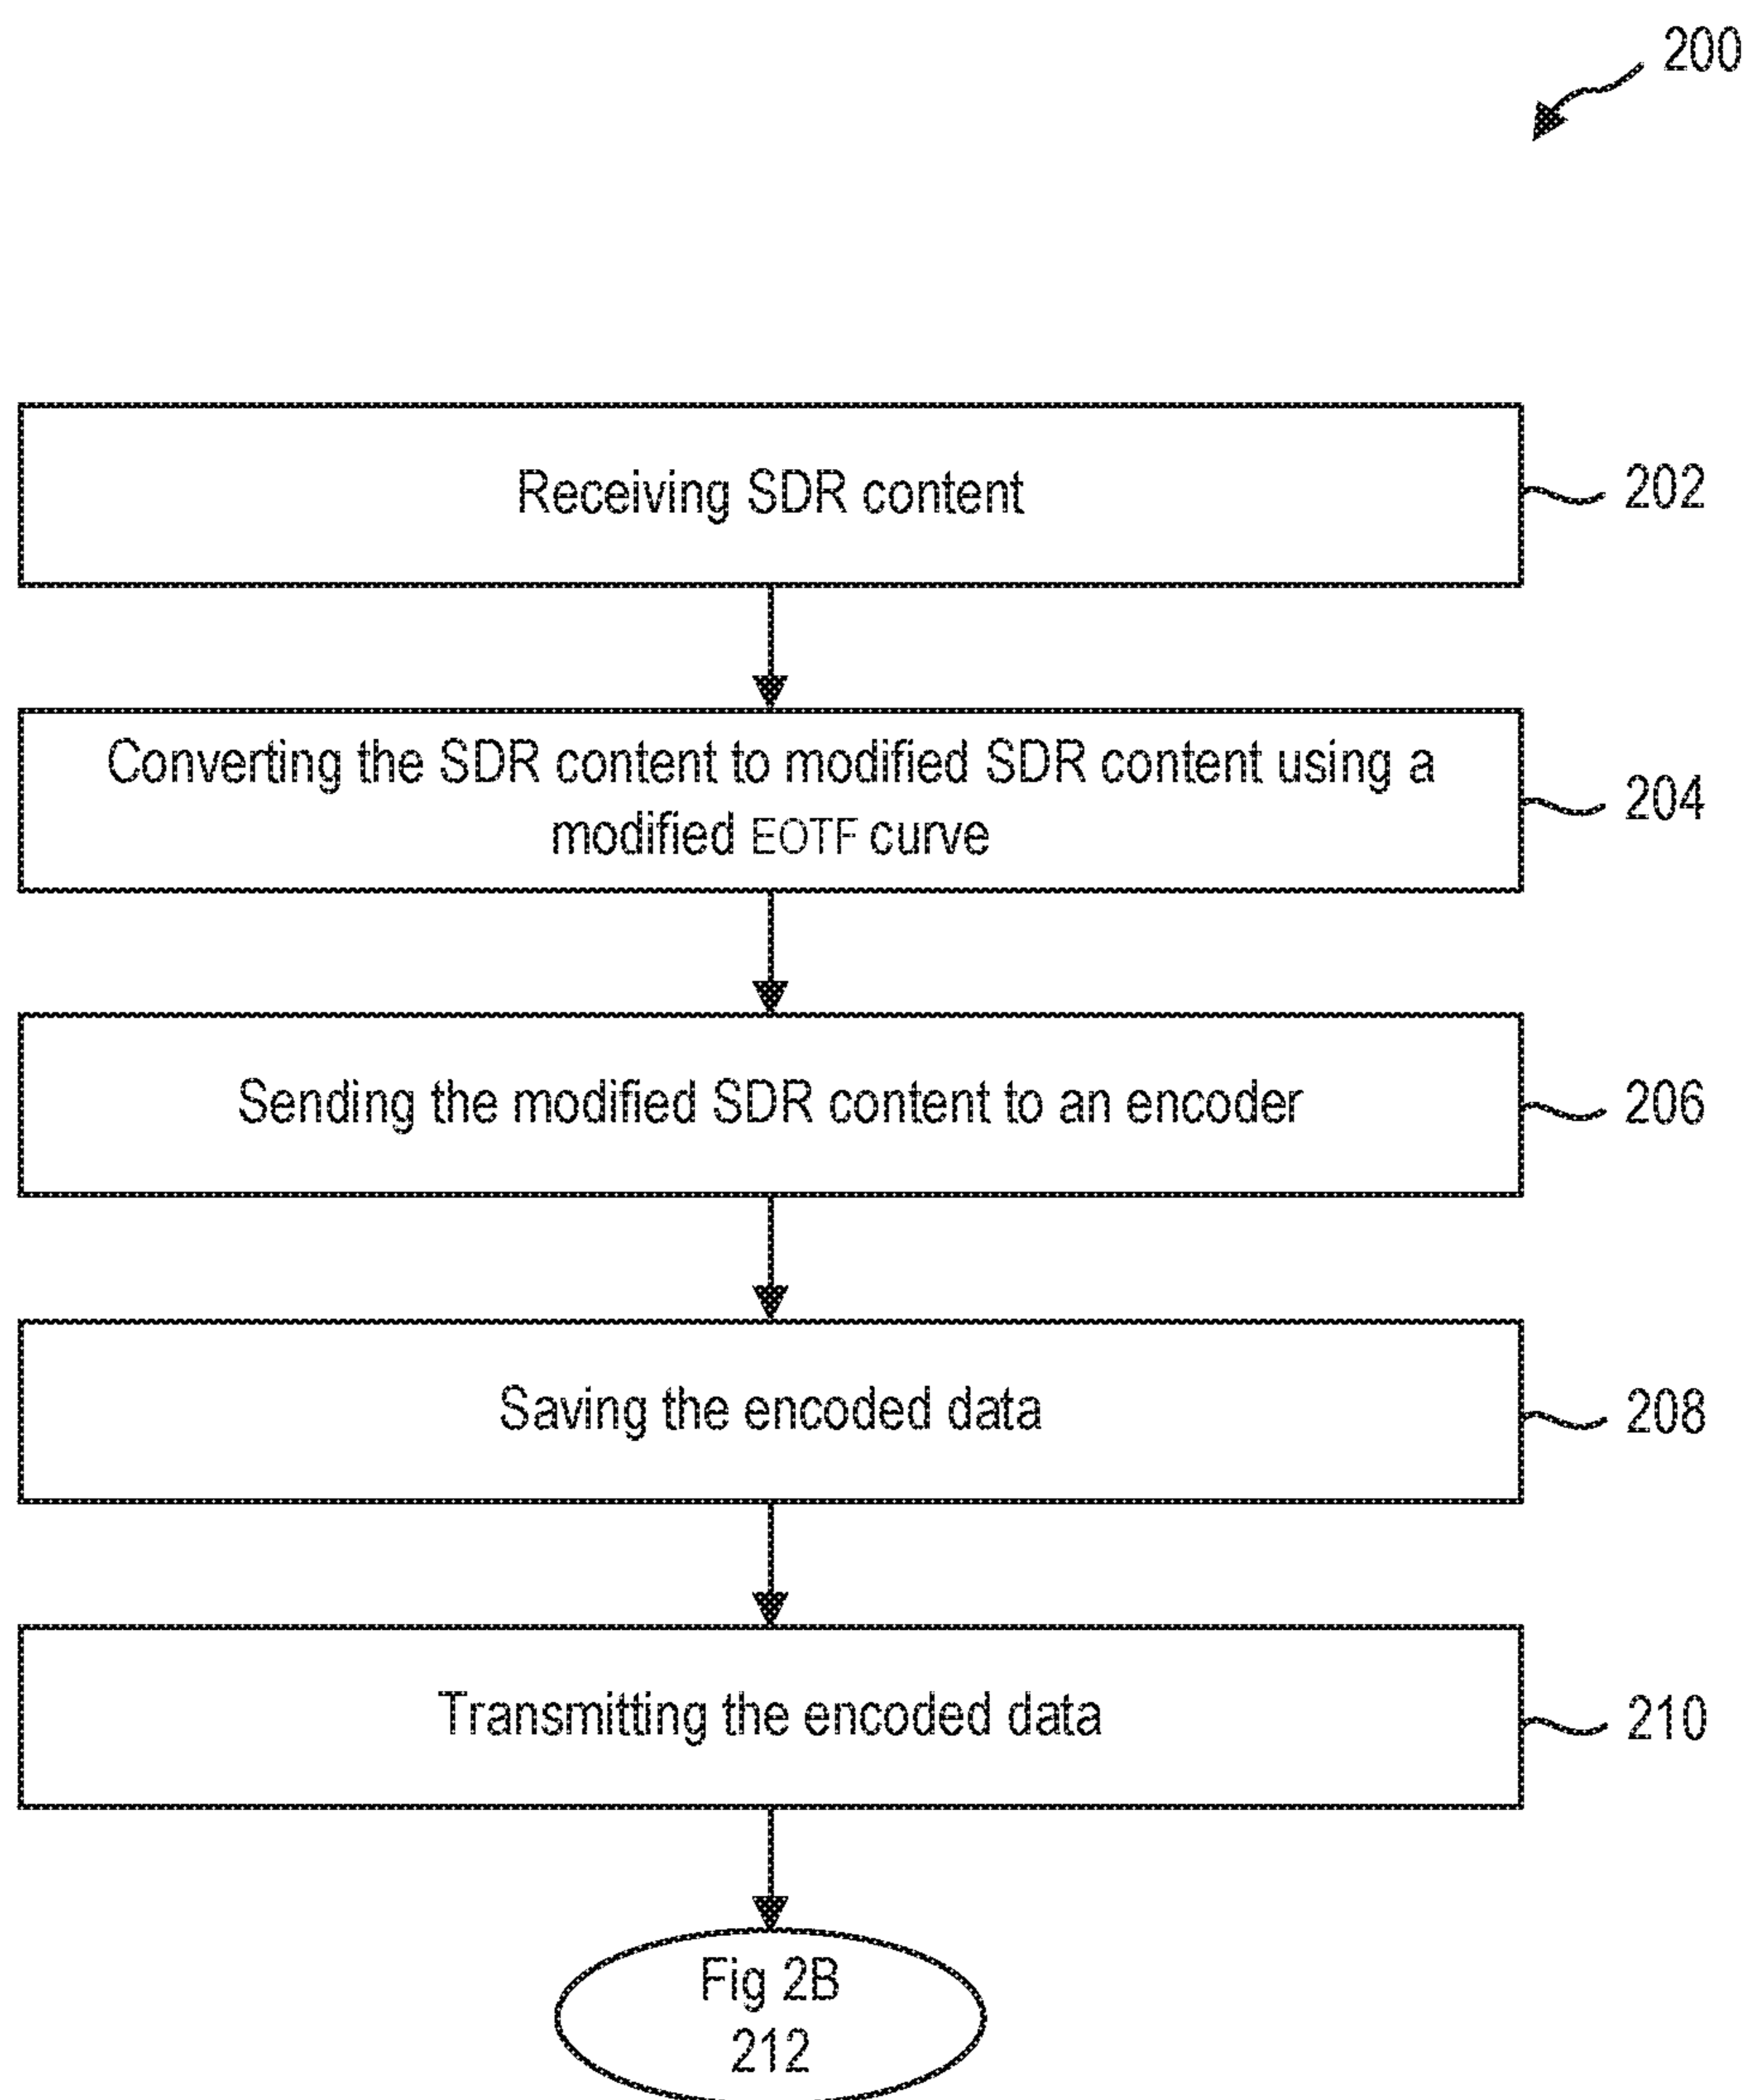 200
Receiving SDR content
202
Converting the SDR content to modified SDR content using a
modified EOTF curve
204
Sending the modified SDR content to an encoder
206
Saving the encoded data
208
Transmitting the encoded data
210
Fig 2B
212